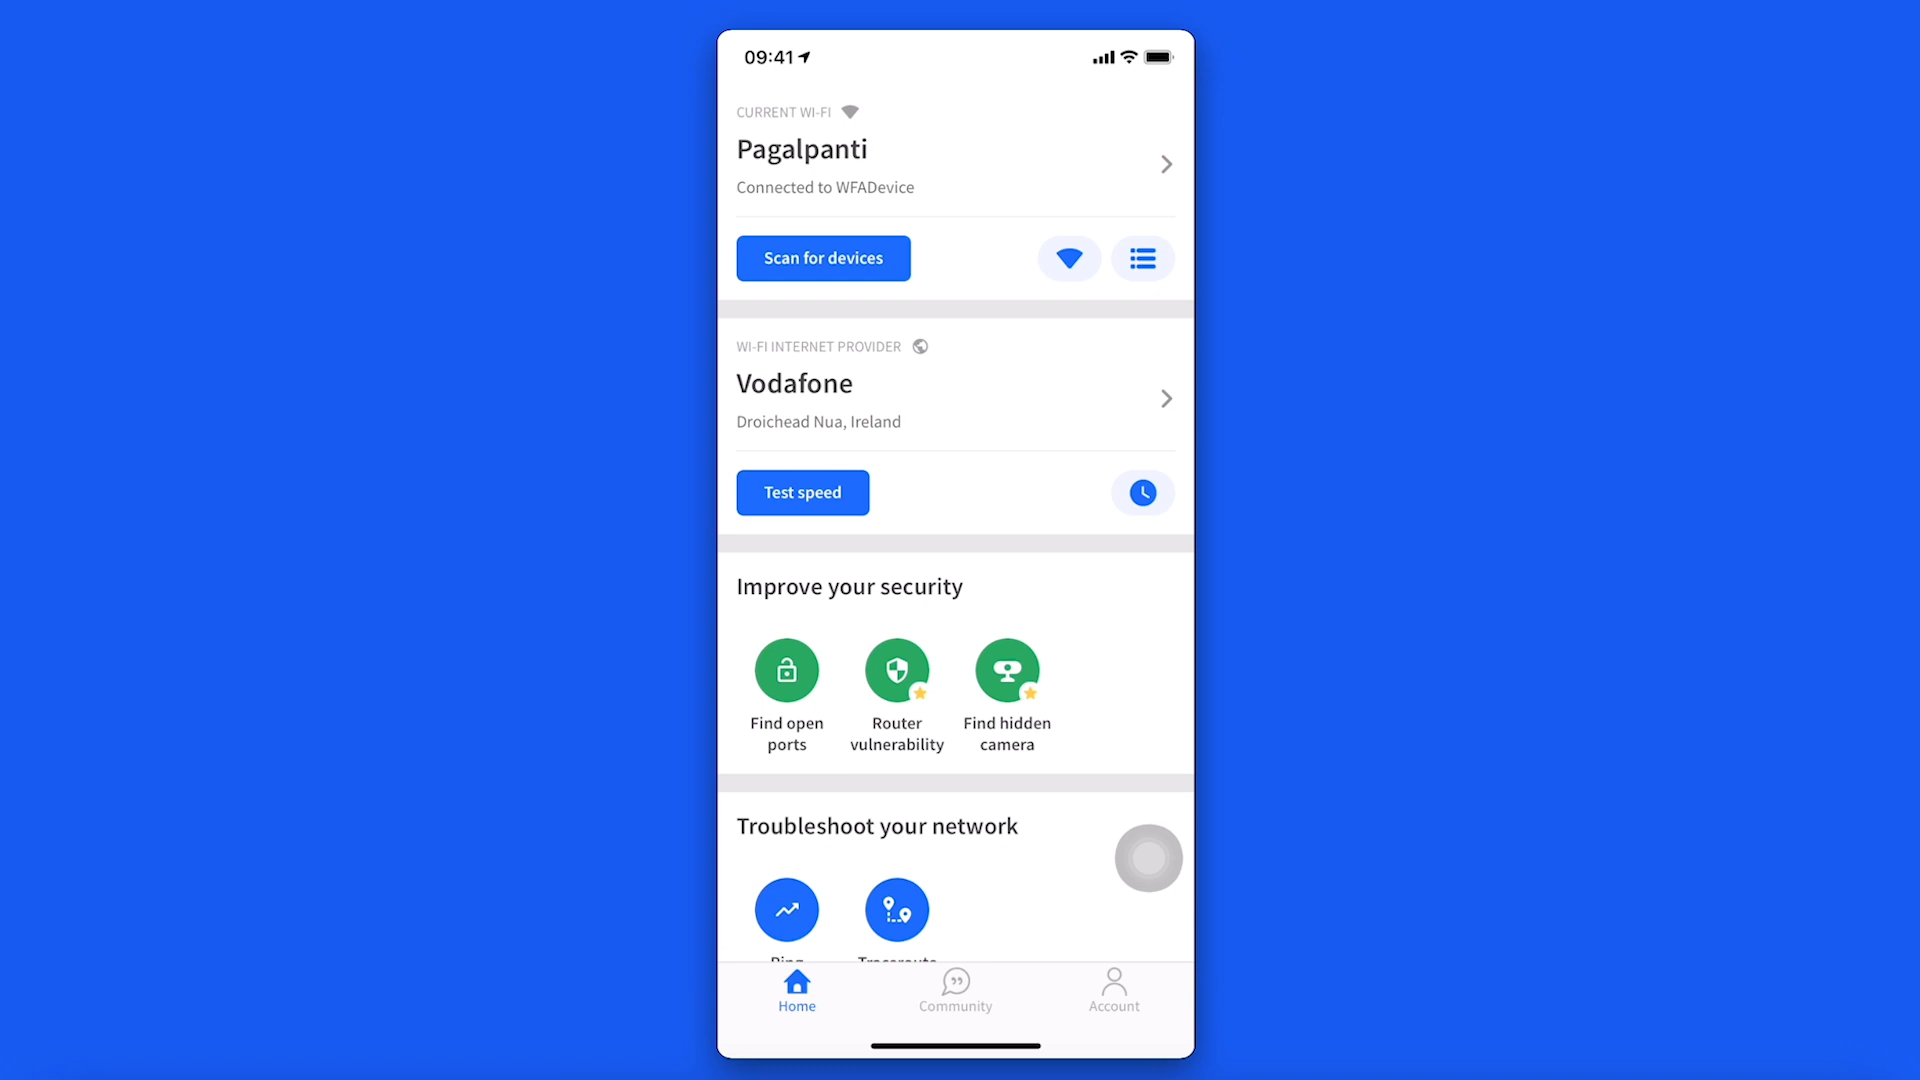 09:41
CURRENT WI-FI
Pagalpanti
Connected to WFADevice
Scan for devices
WI-FI INTERNET PROVIDER
Vodafone
Droichead Nua, Ireland
Test speed
Improve your security
Find open
ports
Router
vulnerability
Find hidden
camera
Troubleshoot your network
Ping
Traceroute
Home
Community
Account